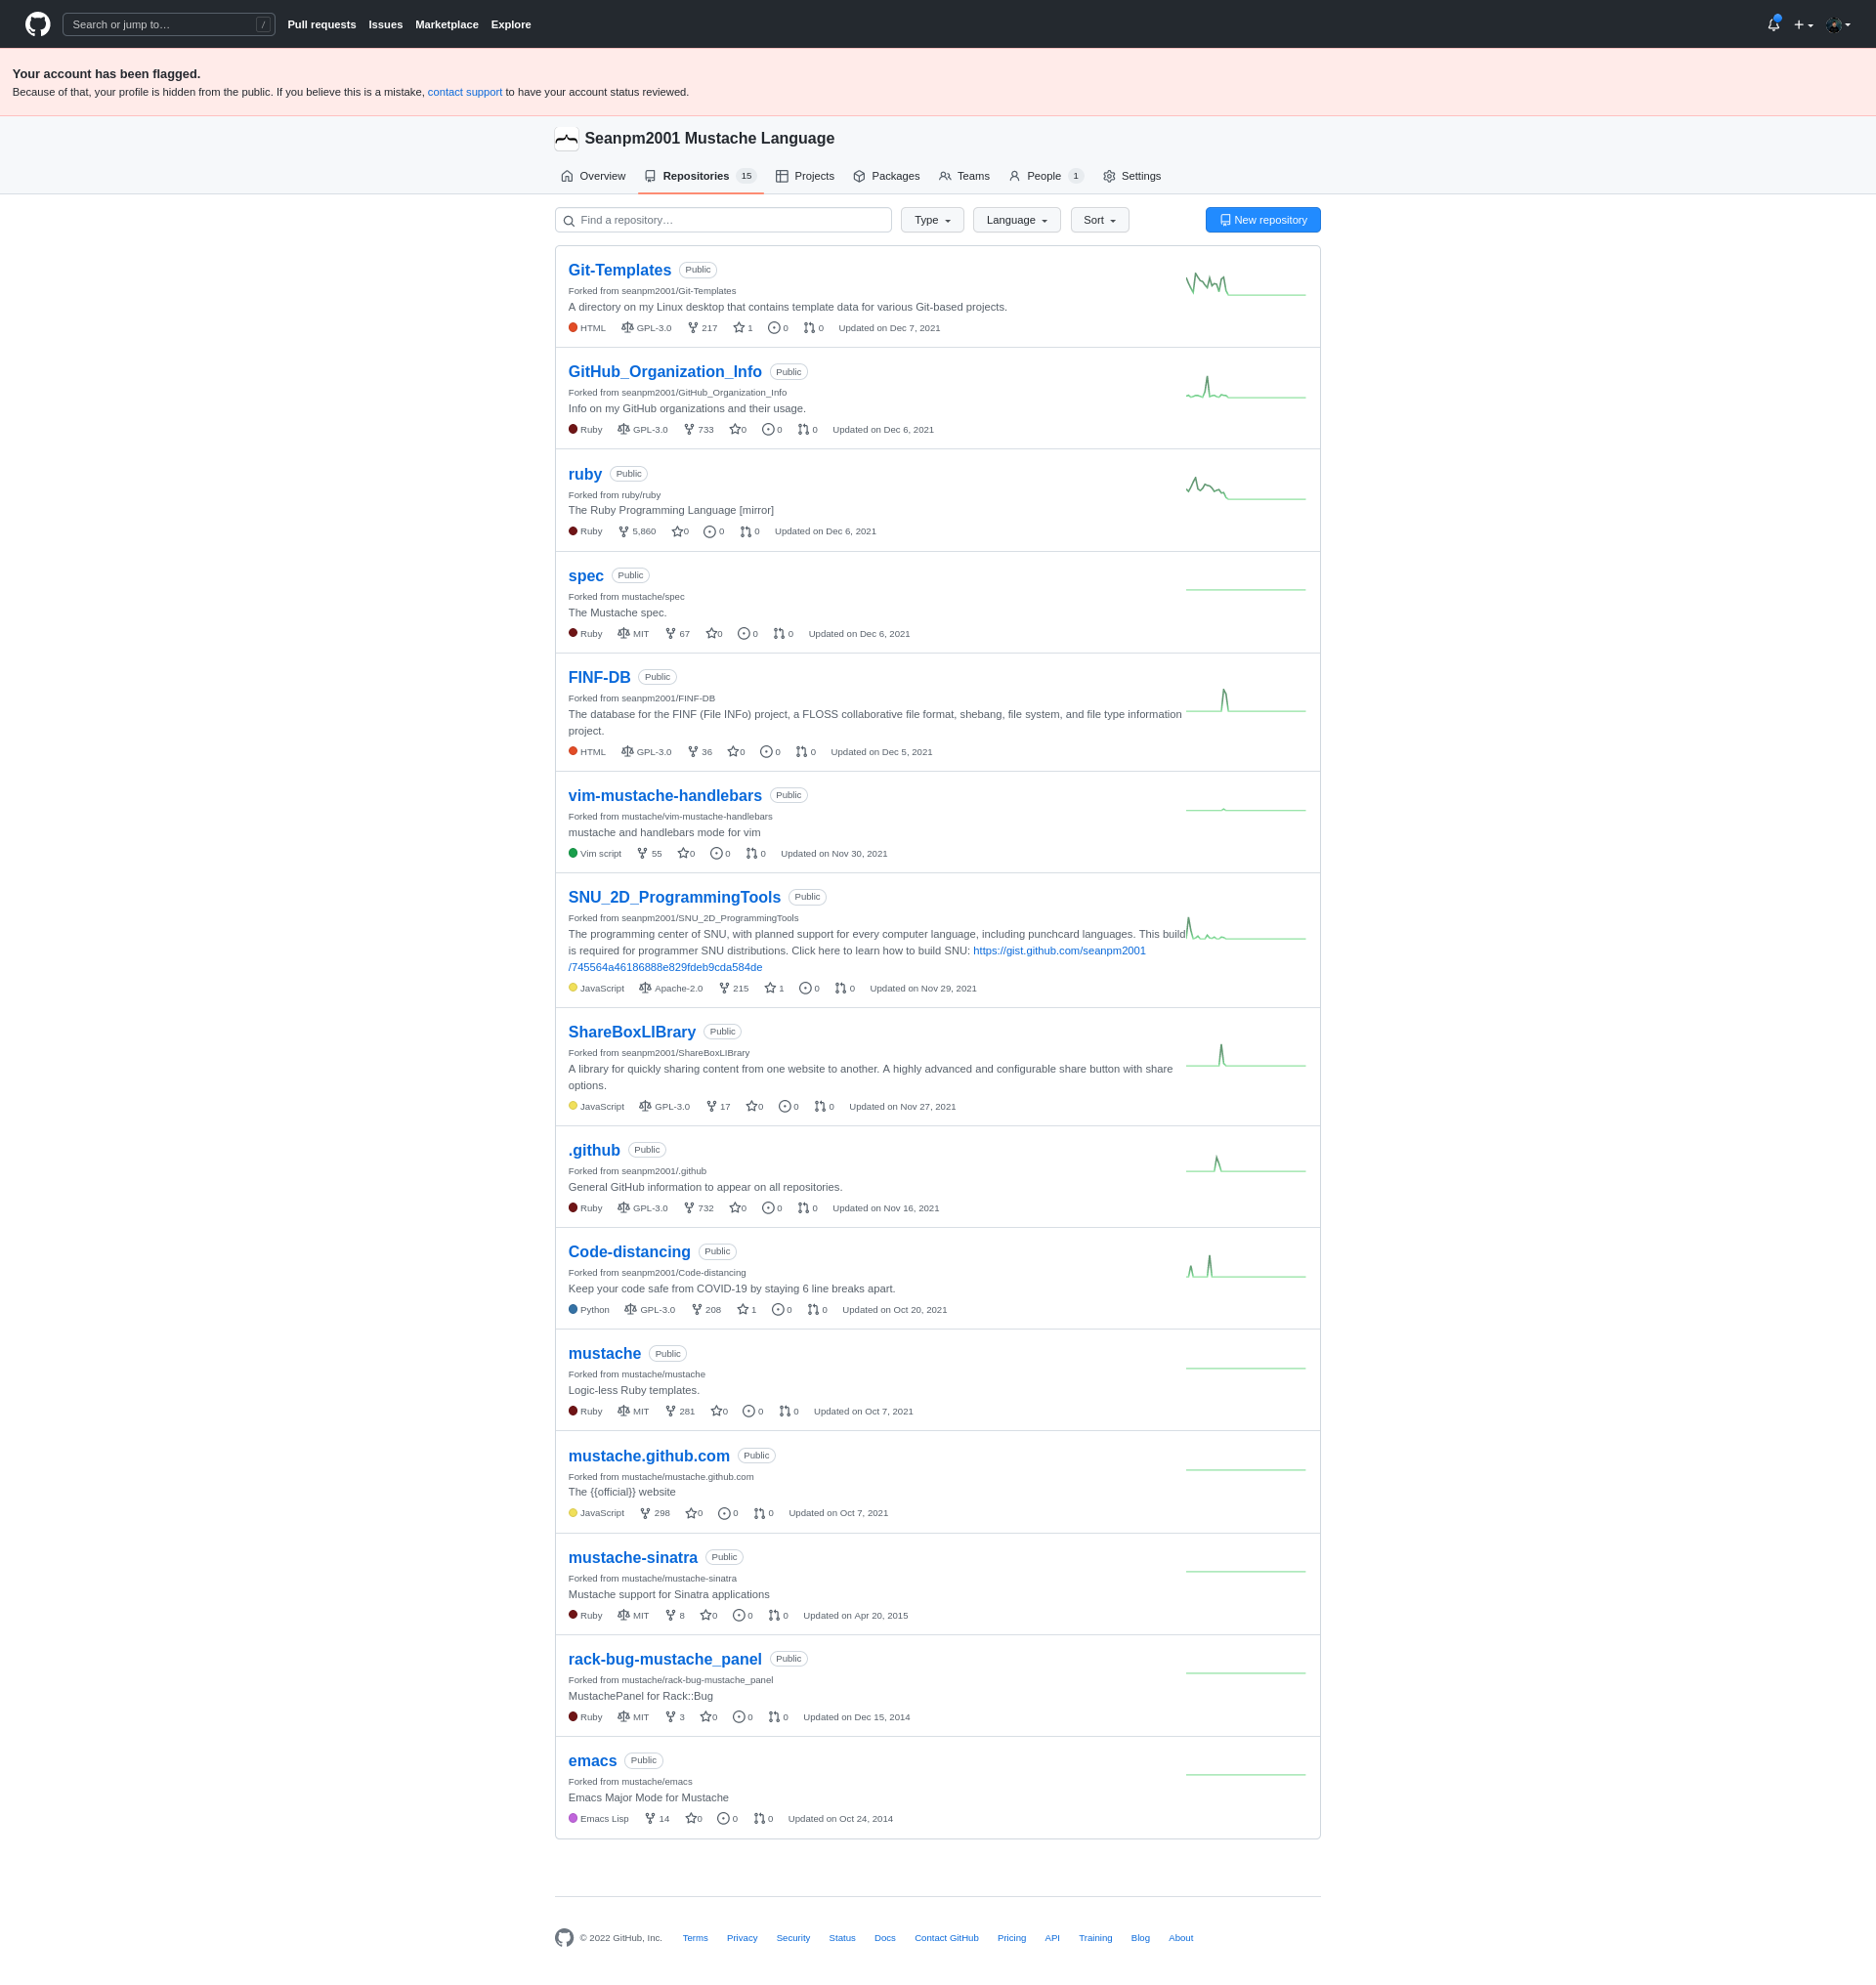 Search or jump to… / Pull requests Issues Marketplace Explore
Your account has been flagged.
Because of that, your profile is hidden from the public. If you believe this is a mistake, contact support to have your account status reviewed.
Seanpm2001 Mustache Language
Overview Repositories 15 Projects Packages Teams People 1 Settings
Find a repository… Type Language Sort New repository
Git-Templates Public
Forked from seanpm2001/Git-Templates
A directory on my Linux desktop that contains template data for various Git-based projects.
HTML GPL-3.0 217 1 0 0 Updated on Dec 7, 2021
GitHub_Organization_Info Public
Forked from seanpm2001/GitHub_Organization_Info
Info on my GitHub organizations and their usage.
Ruby GPL-3.0 733 0 0 0 Updated on Dec 6, 2021
ruby Public
Forked from ruby/ruby
The Ruby Programming Language [mirror]
Ruby 5,860 0 0 0 Updated on Dec 6, 2021
spec Public
Forked from mustache/spec
The Mustache spec.
Ruby MIT 67 0 0 0 Updated on Dec 6, 2021
FINF-DB Public
Forked from seanpm2001/FINF-DB
The database for the FINF (File INFo) project, a FLOSS collaborative file format, shebang, file system, and file type information
project.
HTML GPL-3.0 36 0 0 0 Updated on Dec 5, 2021
vim-mustache-handlebars Public
Forked from mustache/vim-mustache-handlebars
mustache and handlebars mode for vim
Vim script 55 0 0 0 Updated on Nov 30, 2021
SNU_2D_ProgrammingTools Public
Forked from seanpm2001/SNU_2D_ProgrammingTools
The programming center of SNU, with planned support for every computer language, including punchcard languages. This build
is required for programmer SNU distributions. Click here to learn how to build SNU: https://gist.github.com/seanpm2001
/745564a46186888e829fdeb9cda584de
JavaScript Apache-2.0 215 1 0 0 Updated on Nov 29, 2021
ShareBoxLIBrary Public
Forked from seanpm2001/ShareBoxLIBrary
A library for quickly sharing content from one website to another. A highly advanced and configurable share button with share
options.
JavaScript GPL-3.0 17 0 0 0 Updated on Nov 27, 2021
.github Public
Forked from seanpm2001/.github
General GitHub information to appear on all repositories.
Ruby GPL-3.0 732 0 0 0 Updated on Nov 16, 2021
Code-distancing Public
Forked from seanpm2001/Code-distancing
Keep your code safe from COVID-19 by staying 6 line breaks apart.
Python GPL-3.0 208 1 0 0 Updated on Oct 20, 2021
mustache Public
Forked from mustache/mustache
Logic-less Ruby templates.
Ruby MIT 281 0 0 0 Updated on Oct 7, 2021
mustache.github.com Public
Forked from mustache/mustache.github.com
The {{official}} website
JavaScript 298 0 0 0 Updated on Oct 7, 2021
mustache-sinatra Public
Forked from mustache/mustache-sinatra
Mustache support for Sinatra applications
Ruby MIT 8 0 0 0 Updated on Apr 20, 2015
rack-bug-mustache_panel Public
Forked from mustache/rack-bug-mustache_panel
MustachePanel for Rack::Bug
Ruby MIT 3 0 0 0 Updated on Dec 15, 2014
emacs Public
Forked from mustache/emacs
Emacs Major Mode for Mustache
Emacs Lisp 14 0 0 0 Updated on Oct 24, 2014
© 2022 GitHub, Inc. Terms Privacy Security Status Docs Contact GitHub Pricing API Training Blog About